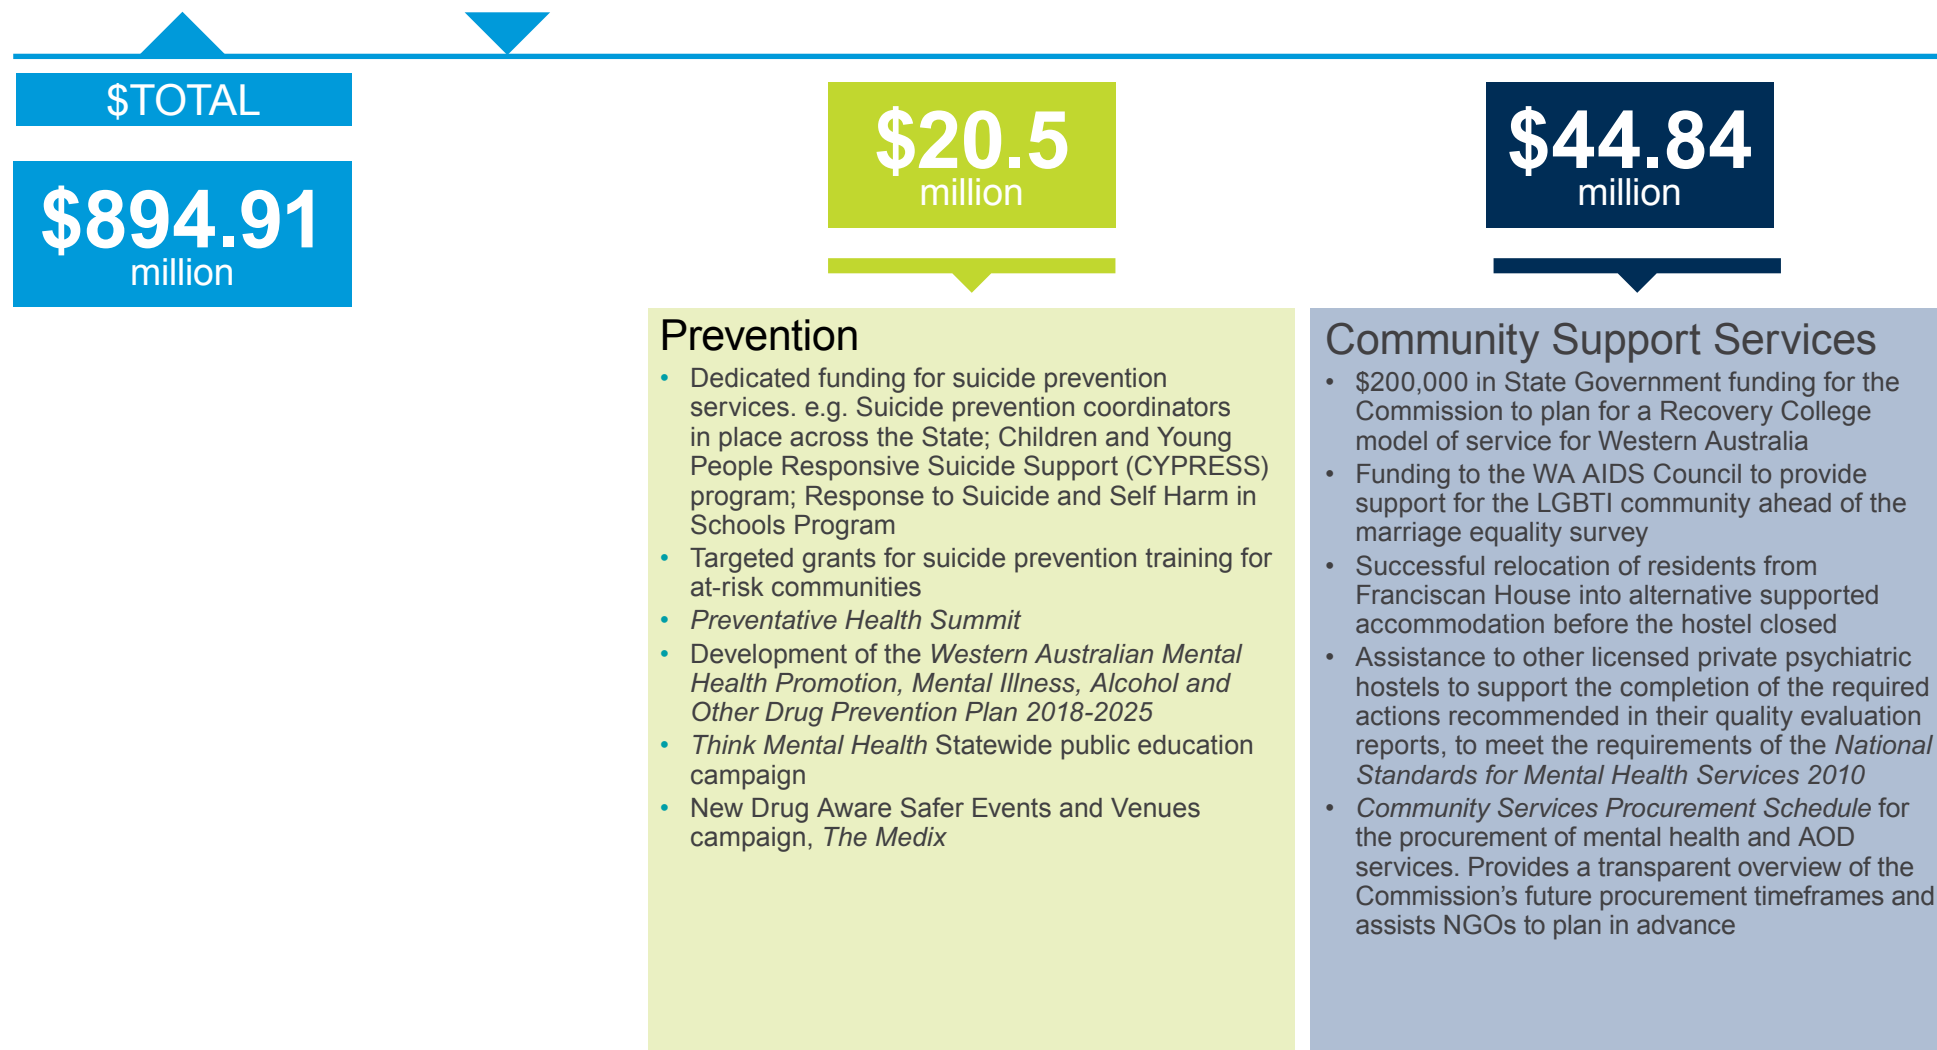 $TOTAL
$894.91
million
$20.5
million
Prevention
• Dedicated funding for suicide prevention
services. e.g. Suicide prevention coordinators
in place across the State; Children and Young
People Responsive Suicide Support (CYPRESS)
program; Response to Suicide and Self Harm in
Schools Program
• Targeted grants for suicide prevention training for
at-risk communities
• Preventative Health Summit
• Development of the Western Australian Mental
Health Promotion, Mental Illness, Alcohol and
Other Drug Prevention Plan 2018-2025
• Think Mental Health Statewide public education
campaign
• New Drug Aware Safer Events and Venues
campaign, The Medix
$44.84
million
Community Support Services
• $200,000 in State Government funding for the
Commission to plan for a Recovery College
model of service for Western Australia
• Funding to the WA AIDS Council to provide
support for the LGBTI community ahead of the
marriage equality survey
• Successful relocation of residents from
Franciscan House into alternative supported
accommodation before the hostel closed
• Assistance to other licensed private psychiatric
hostels to support the completion of the required
actions recommended in their quality evaluation
reports, to meet the requirements of the National
Standards for Mental Health Services 2010
• Community Services Procurement Schedule for
the procurement of mental health and AOD
services. Provides a transparent overview of the
Commission’s future procurement timeframes and
assists NGOs to plan in advance